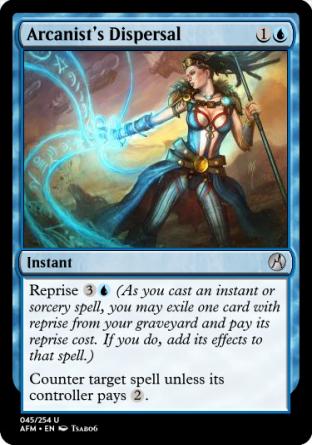 Arcanist's Dispersal 1
Instant
Reprise 3 (As you cast an instant or
sorcery spell, you may exile one card with
reprise from your graveyard and pay its
reprise cost. If you do, add its effects to
that spell.)
Counter target spell unless its
controller pays 2.
045/254 U
AFM • EN Tsabo6